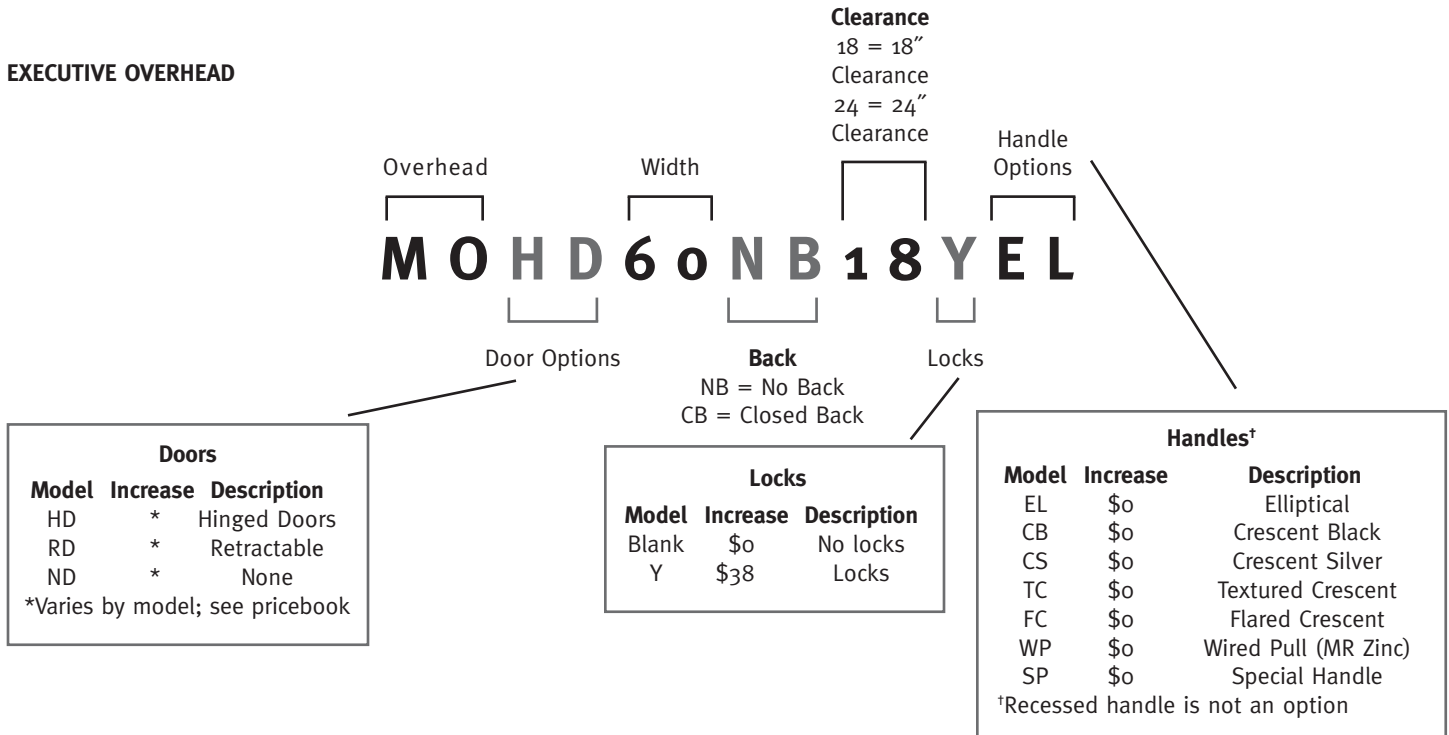 EXECUTIVE OVERHEAD
Clearance
18 = 18″
Clearance
24 = 24″
Clearance
Overhead
Width
Handle
Options
MOHD60NB18YEL
Door Options
Back
NB = No Back
CB = Closed Back
Locks
Doors
Model Increase Description
HD * Hinged Doors
RD * Retractable
ND * None
*Varies by model; see pricebook
Locks
Model Increase Description
Blank $0 No locks
Y $38 Locks
Handles†
Model Increase Description
EL $0 Elliptical
CB $0 Crescent Black
CS $0 Crescent Silver
TC $0 Textured Crescent
FC $0 Flared Crescent
WP $0 Wired Pull (MR Zinc)
SP $0 Special Handle
†Recessed handle is not an option